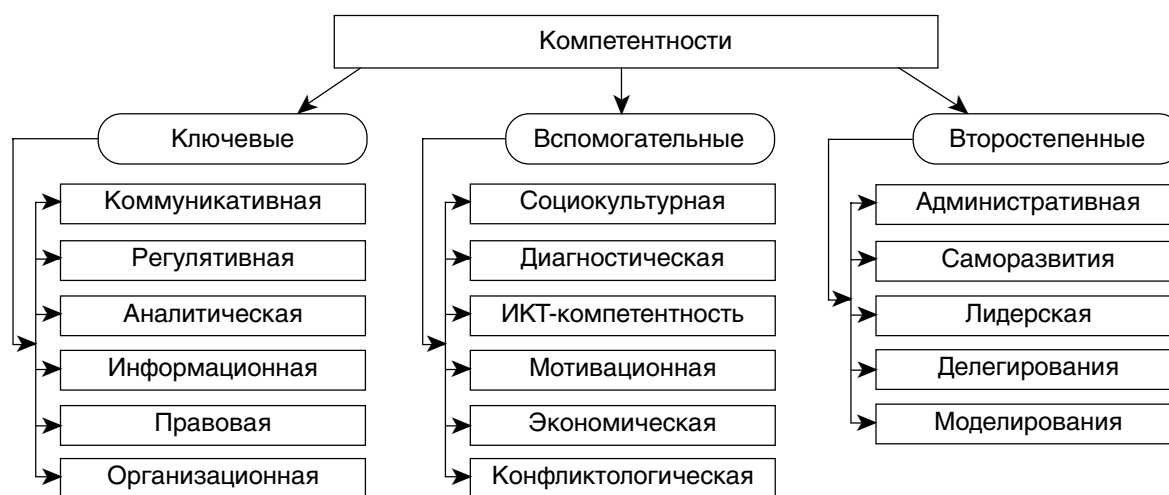 Компетентности
Ключевые
Коммуникативная
Регулятивная
Аналитическая
Информационная
Правовая
Организационная
Вспомогательные
Социокультурная
Диагностическая
ИКТ-компетентность
Мотивационная
Экономическая
Конфликтологическая
Второстепенные
Административная
Саморазвития
Лидерская
Делегирования
Моделирования